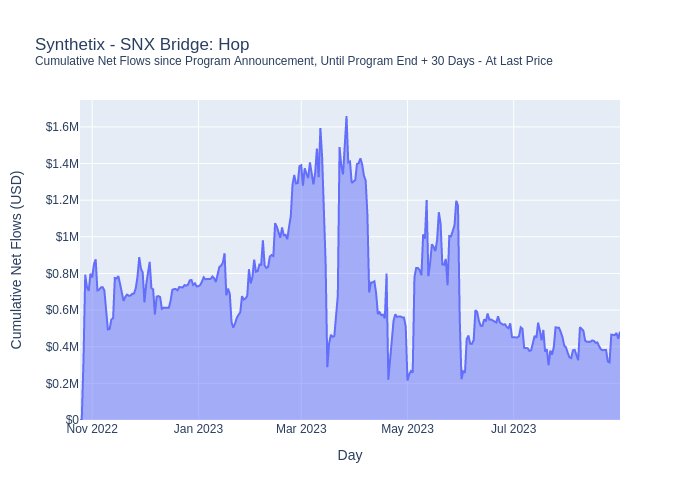 Synthetix - SNX Bridge: Hop
Cumulative Net Flows since Program Announcement, Until Program End + 30 Days - At Last Price
Cumulative Net Flows (USD)
$1.6M
$1.4M
$1.2M
$1M
$0.8M
$0.6M
$0.4M
$0.2M
$0
Nov 2022
Jan 2023
Mar 2023
May 2023
Jul 2023
Day